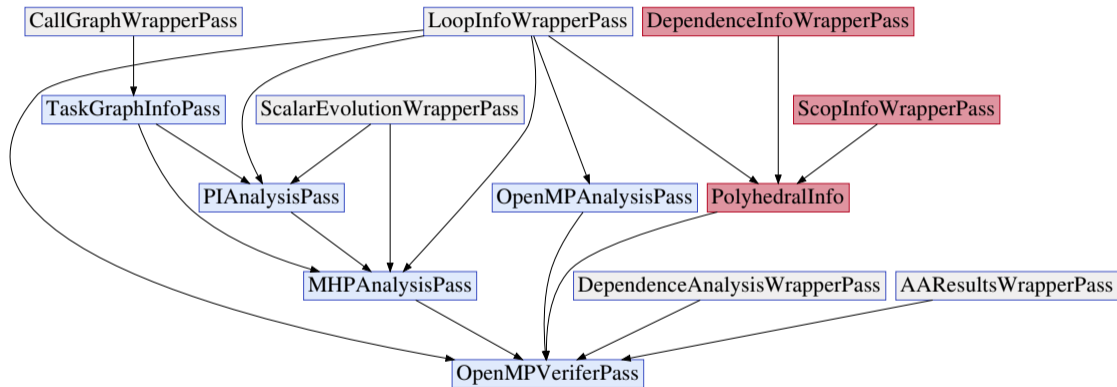 CallGraphWrapperPass
LoopInfoWrapperPass
DependenceInfoWrapperPass
TaskGraphInfoPass
ScalarEvolutionWrapperPass
ScopInfoWrapperPass
PIAnalysisPass
OpenMPAnalysisPass
PolyhedralInfo
MHPAnalysisPass
DependenceAnalysisWrapperPass
AAResultsWrapperPass
OpenMPVeriferPass